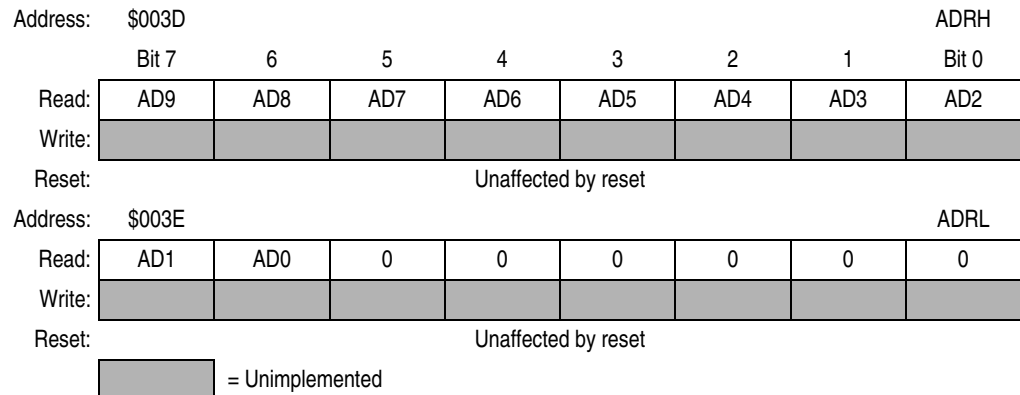 Address: $003D ADRH
Bit 7 6 5 4 3 2 1 Bit 0
Read: AD9 AD8 AD7 AD6 AD5 AD4 AD3 AD2
Write:
Reset: Unaffected by reset
Address: $003E ADRL
Read: AD1 AD0 0 0 0 0 0 0
Write:
Reset: Unaffected by reset
= Unimplemented